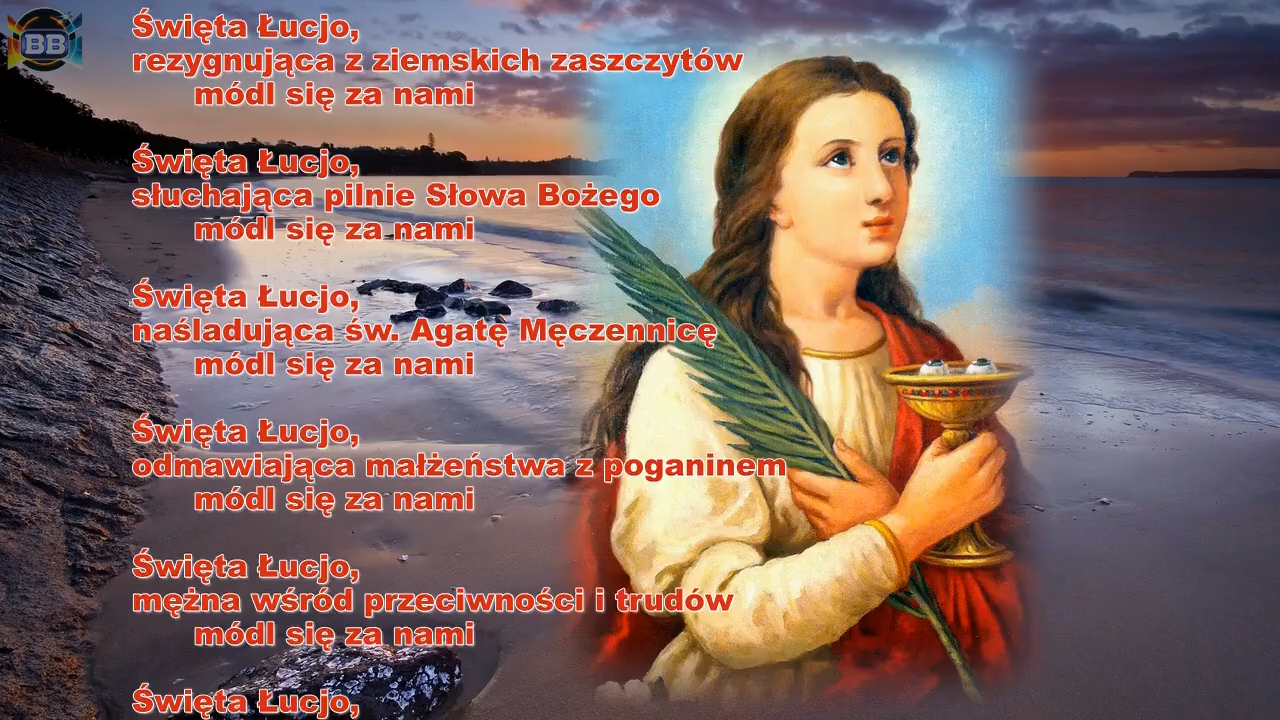 BB
Święta Łucjo,
rezygnująca z ziemskich zaszczytów
módl się za nami
Święta Łucjo,
słuchająca pilnie Słowa Bożego
módl się za nami
Święta Łucjo,
naśladująca św. Agatę Męczennicę
módl się za nami
Święta Łucjo,
odmawiająca małżeństwa z poganinem
módl się za nami
Święta Łucjo,
mężna wśród przeciwności i trudów
módl się za nami
Święta Łucjo,